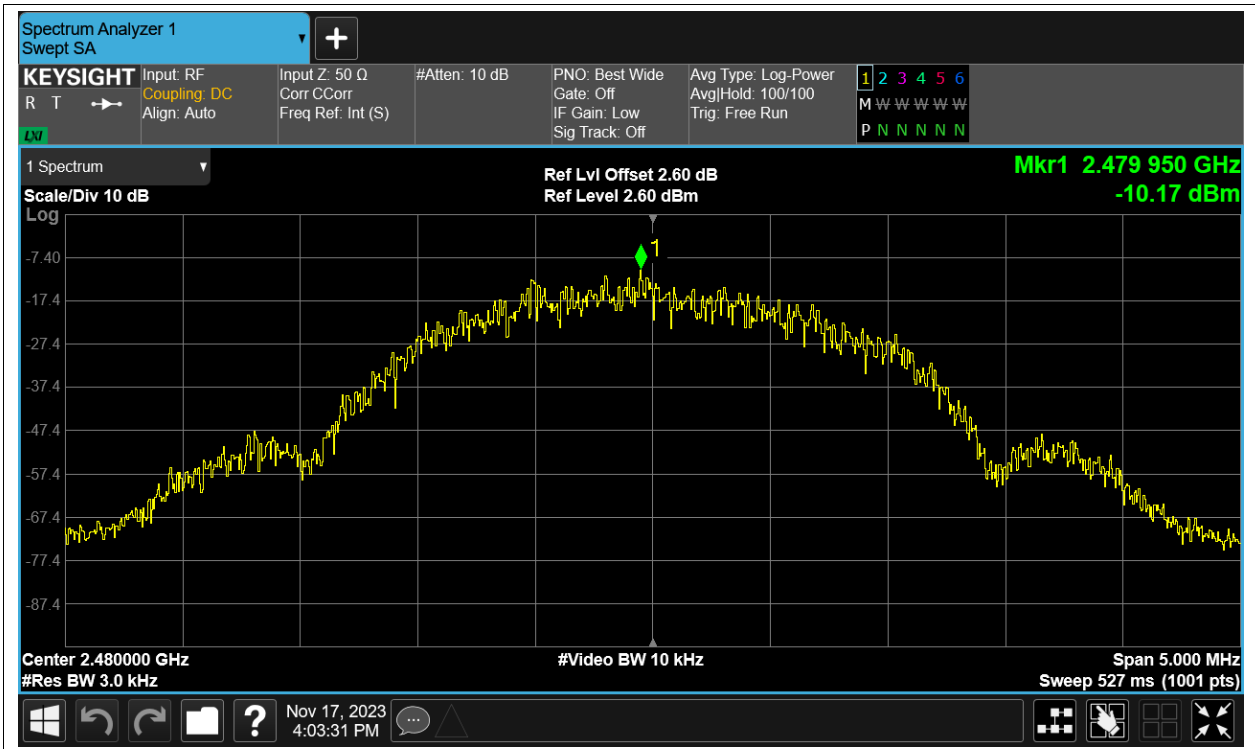 Spectrum Analyzer 1
Swept SA
KEYSIGHT
R T
LXI
Input: RF
Coupling: DC
Align: Auto
Input Z: 50 Ω
Corr CCorr
Freq Ref: Int (S)
#Atten: 10 dB
PNO: Best Wide
Gate: Off
IF Gain: Low
Sig Track: Off
Avg Type: Log-Power
Avg|Hold: 100/100
Trig: Free Run
1 2 3 4 5 6
M W W W W W
P N N N N N
1 Spectrum
Scale/Div 10 dB
Log
Ref Lvl Offset 2.60 dB
Ref Level 2.60 dBm
Mkr1 2.479 950 GHz
-10.17 dBm
1
-7.40
-17.4
-27.4
-37.4
-47.4
-57.4
-67.4
-77.4
-87.4
Center 2.480000 GHz
#Res BW 3.0 kHz
#Video BW 10 kHz
Span 5.000 MHz
Sweep 527 ms (1001 pts)
?
Nov 17, 2023
4:03:31 PM